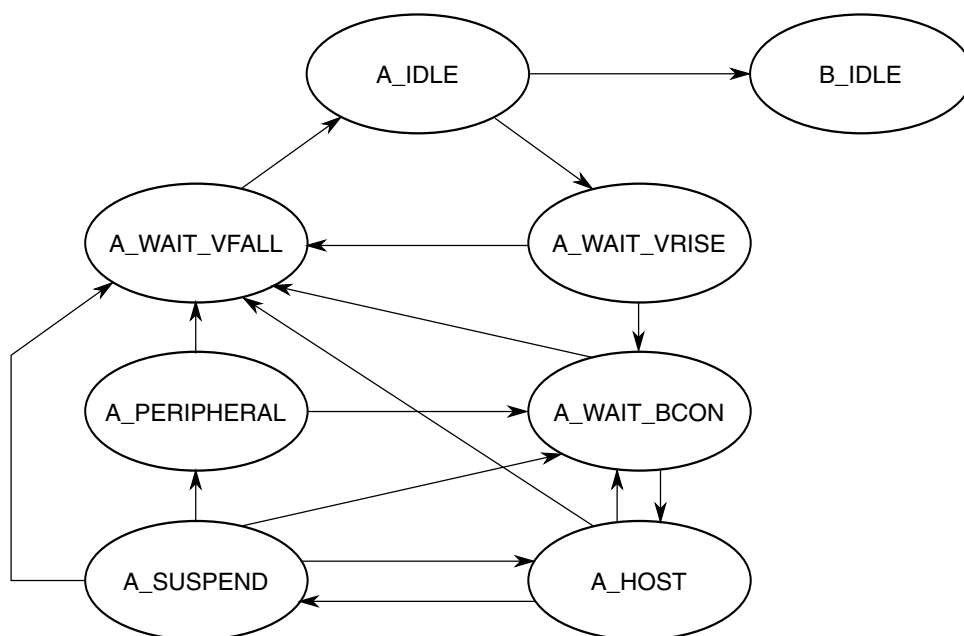 A_IDLE
B_IDLE
A_WAIT_VFALL
A_WAIT_VRISE
A_PERIPHERAL
A_WAIT_BCON
A_SUSPEND
A_HOST